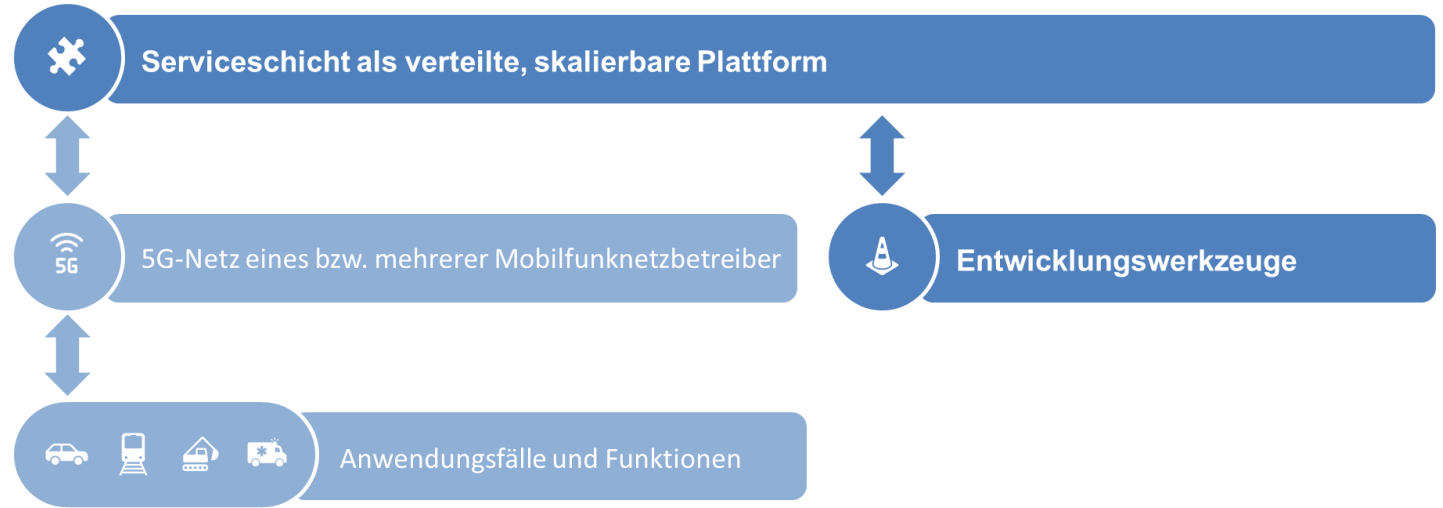 Serviceschicht als verteilte, skalierbare Plattform
5G
5G-Netz eines bzw. mehrerer Mobilfunknetzbetreiber
Entwicklungswerkzeuge
Anwendungsfälle und Funktionen